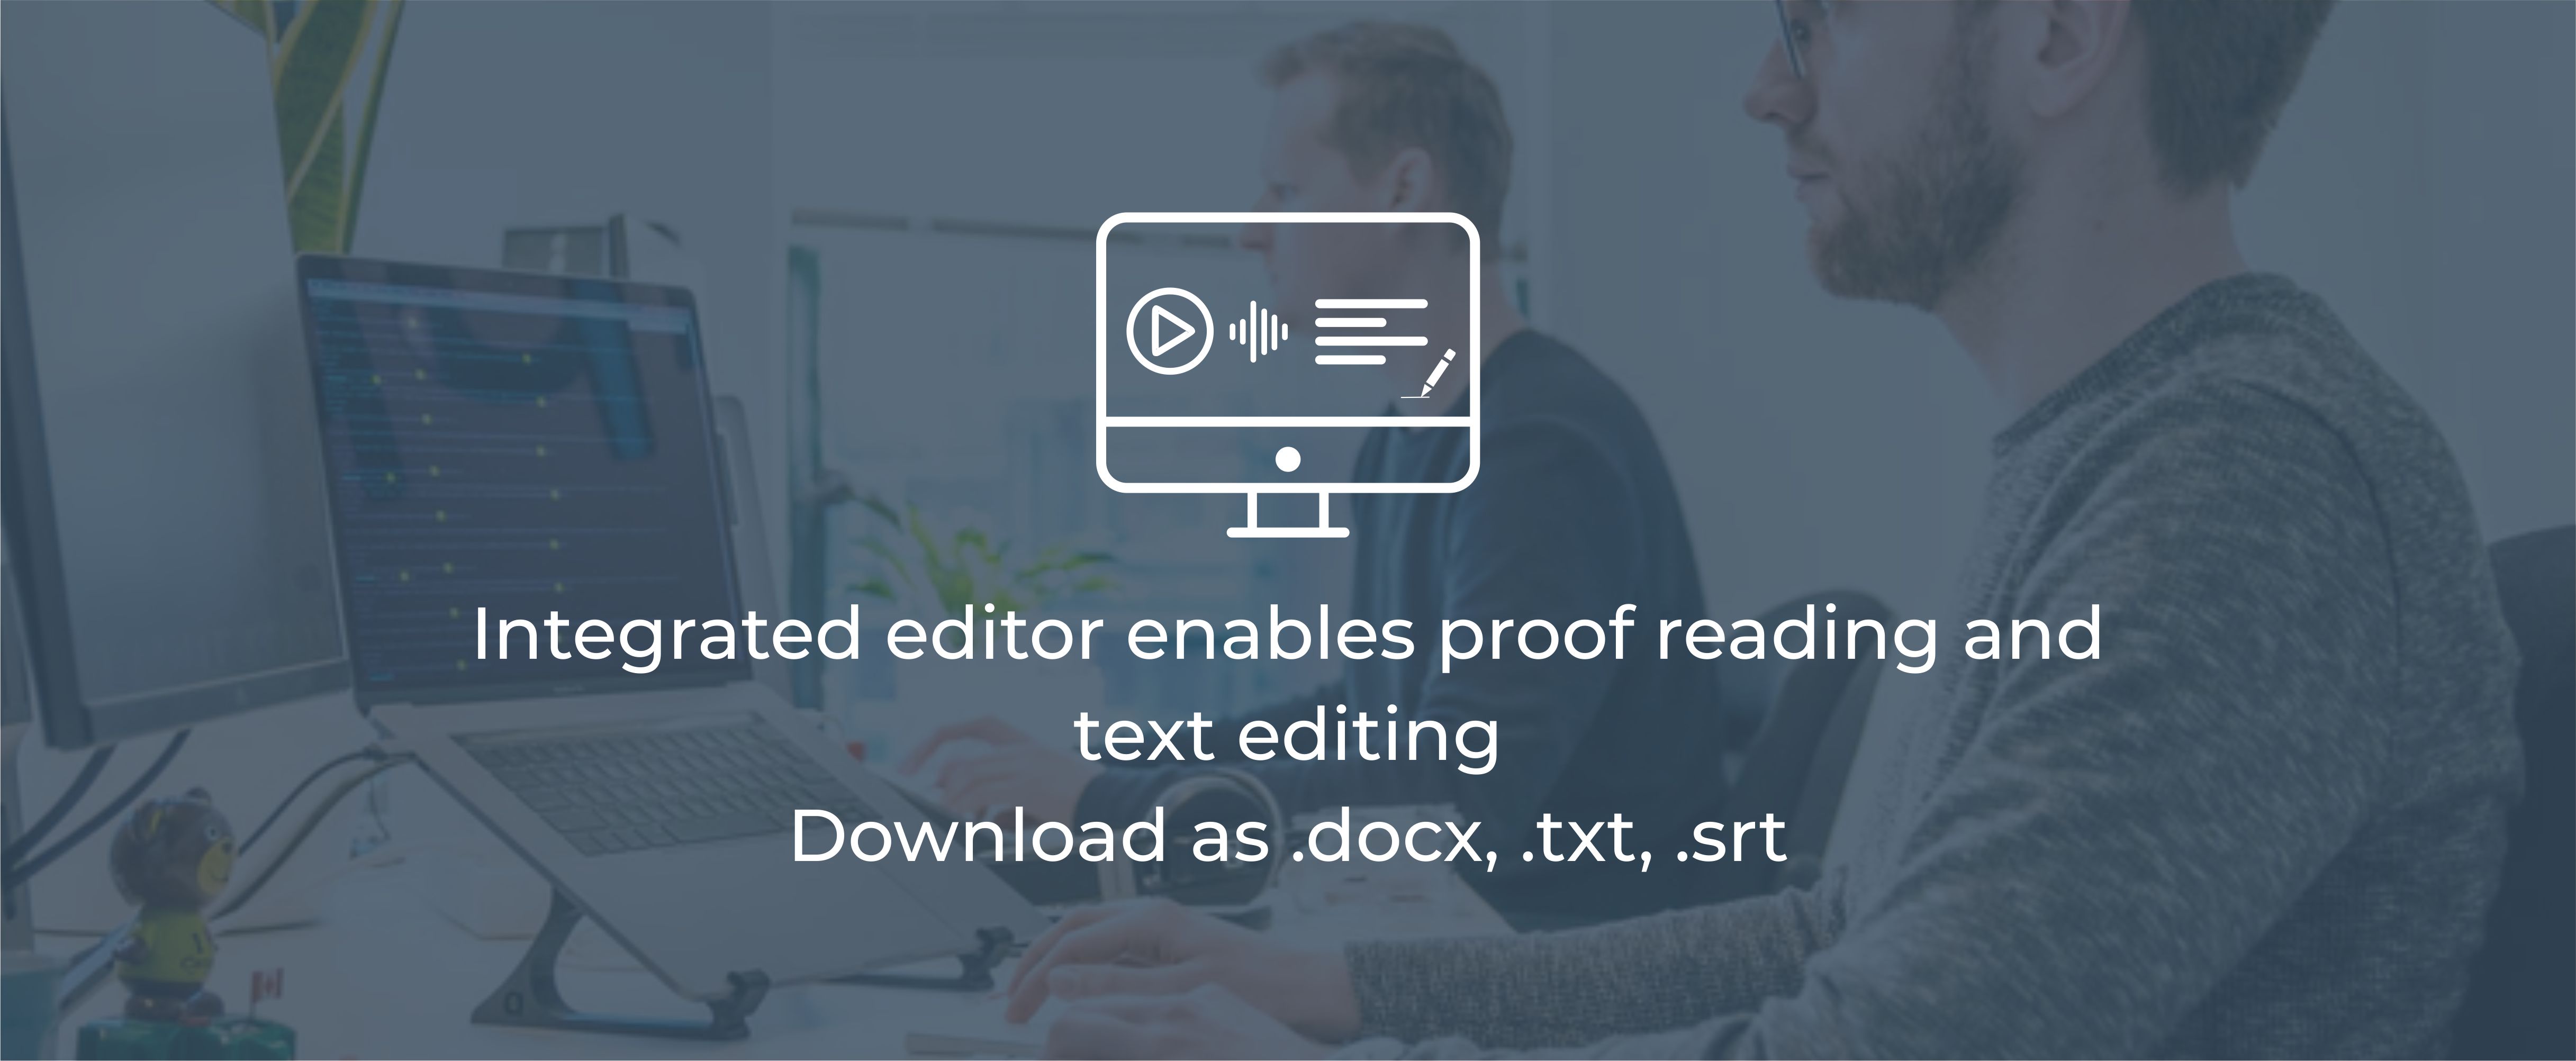 Integrated editor enables proof reading and
text editing
Download as .docx, .txt, .srt